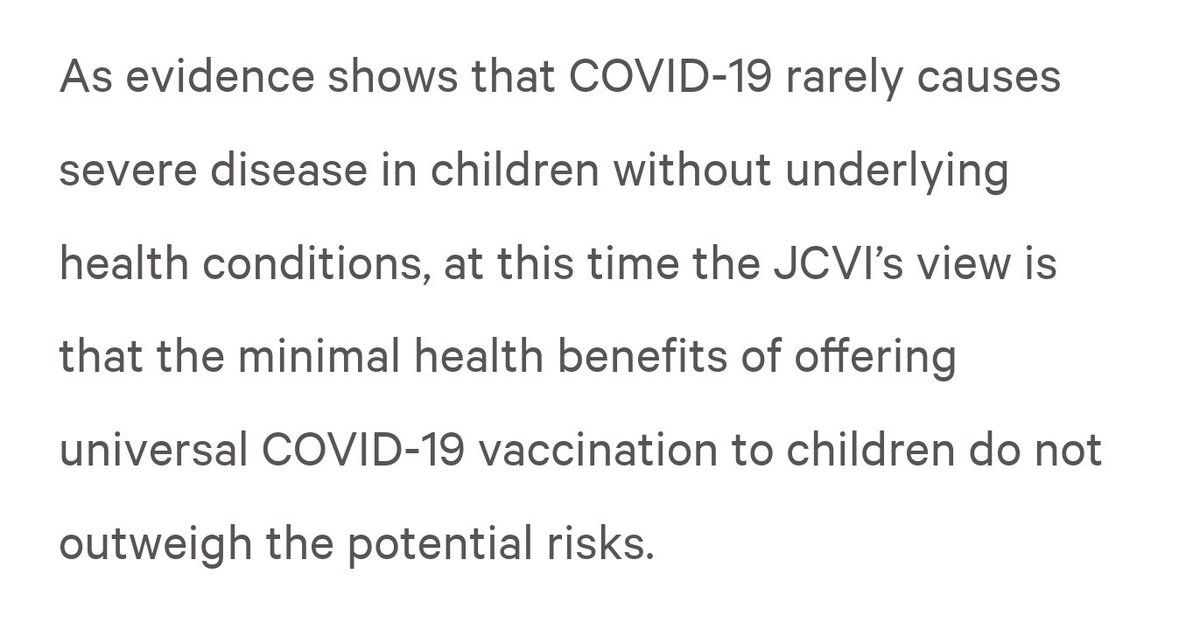 As evidence shows that COVID-19 rarely causes
severe disease in children without underlying
health conditions, at this time the JCVI’s view is
that the minimal health benefits of offering
universal COVID-19 vaccination to children do not
outweigh the potential risks.